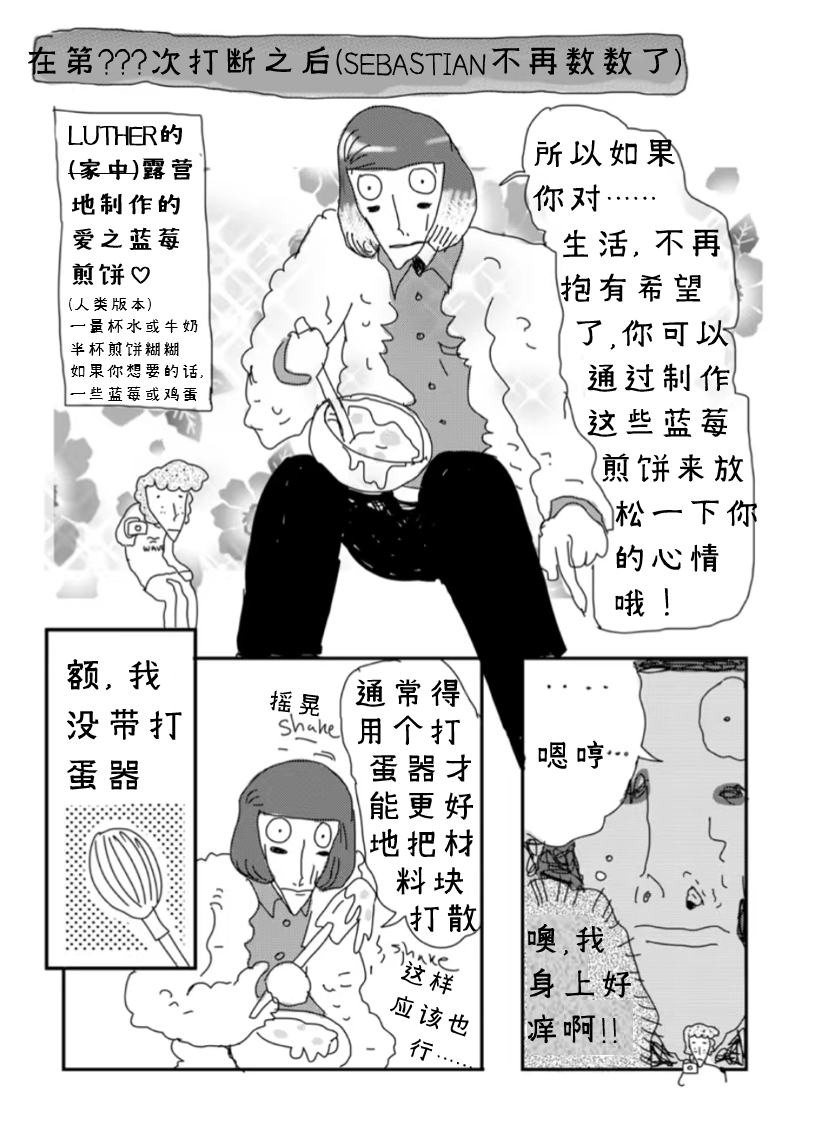 在第???次打断之后(SEBASTIAN不再数数了)
LUTHER的
(家中)露营
地制作的
爱之蓝莓
煎饼♡
(人类版本)
一量杯水或牛奶
半杯煎饼糊糊
如果你想要的话,
一些蓝莓或鸡蛋
所以如果
你对……
生活,不再
抱有希望
了,你可以
通过制作
这些蓝莓
煎饼来放
松一下你
的心情
哦!
WAVE
额,我
没带打
蛋器
摇晃
shake
通常得
用个打
蛋器才
能更好
地把材
料块
打散
shake
这样
应该也
行……
....
嗯哼…
噢,我
身上好
痒啊!!